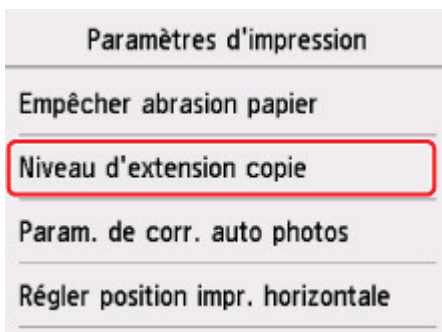 Paramètres d'impression
Empêcher abrasion papier
Niveau d'extension copie
Param. de corr. auto photos
Régler position impr. horizontale